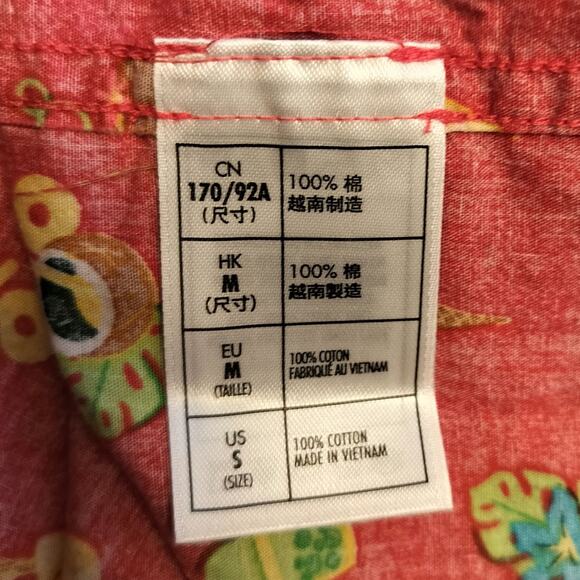 CN
170/92A
(尺寸)
100% 棉
越南制造
HK
M
(尺寸)
100% 棉
越南製造
EU
M
(TAILLE)
100% COTON
FABRIQUÉ AU VIETNAM
US
S
(SIZE)
100% COTTON
MADE IN VIETNAM